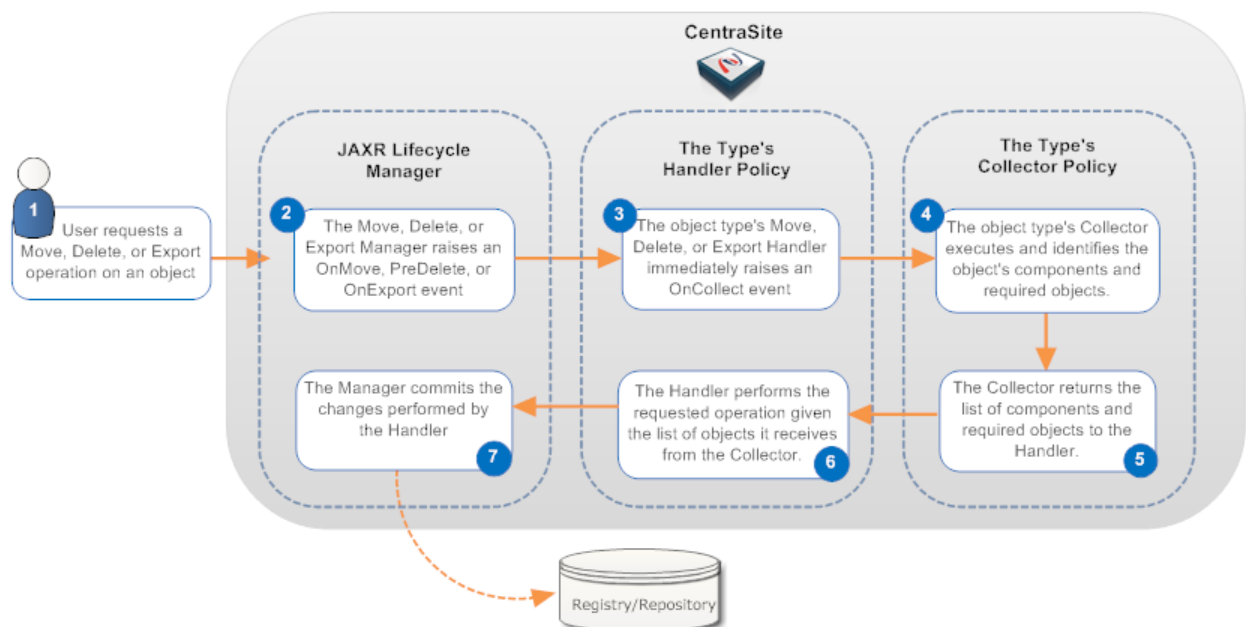 CentraSite
JAXR Lifecycle
Manager
The Type's
Handler Policy
The Type's
Collector Policy
1
User requests a
Move, Delete, or Export
operation on an object
2
The Move, Delete, or
Export Manager raises an
OnMove, PreDelete, or
OnExport event
3
The object type's Move,
Delete, or Export Handler
immediately raises an
OnCollect event
4
The object type's Collector
executes and identifies the
object's components and
required objects.
The Collector returns the
list of components and
required objects to the
Handler.
5
The Handler performs the
requested operation given
the list of objects it receives
from the Collector.
6
The Manager commits the
changes performed by
the Handler
7
Registry/Repository